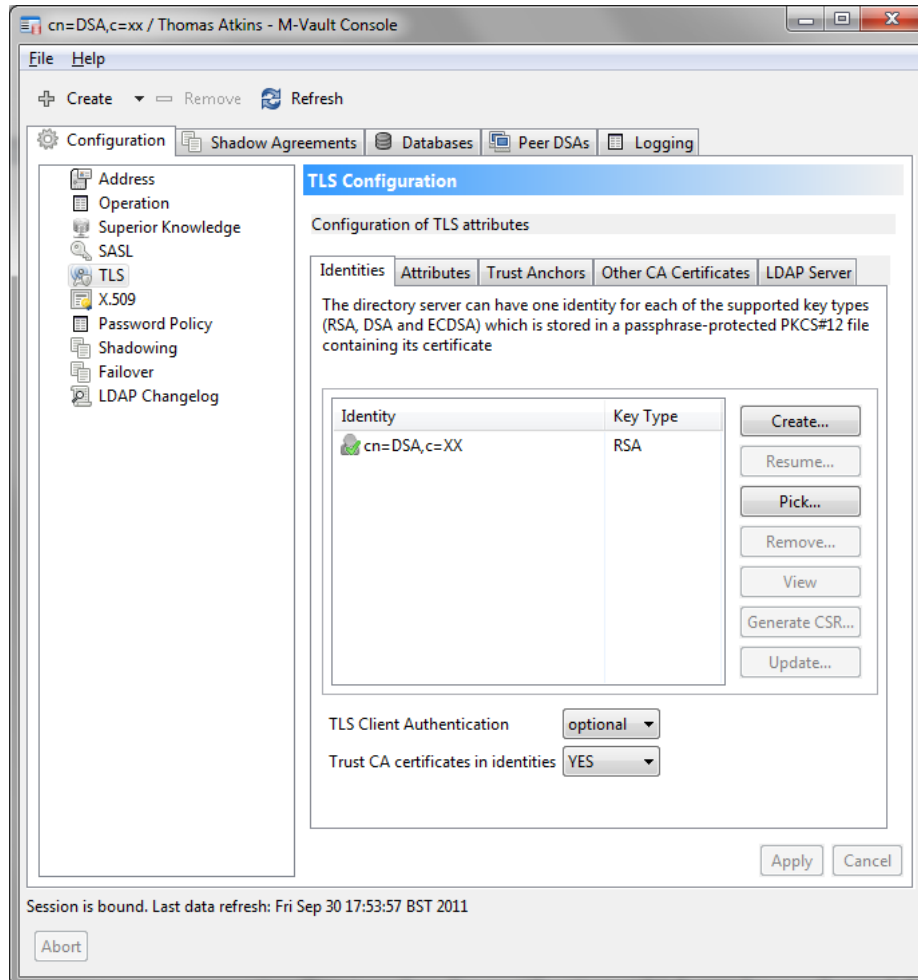 cn=DSA,c=xx / Thomas Atkins - M-Vault Console
File Help
Create Remove Refresh
Configuration Shadow Agreements Databases Peer DSAs Logging
Address
Operation
Superior Knowledge
SASL
TLS
X.509
Password Policy
Shadowing
Failover
LDAP Changelog
TLS Configuration
Configuration of TLS attributes
Identities Attributes Trust Anchors Other CA Certificates LDAP Server
The directory server can have one identity for each of the supported key types
(RSA, DSA and ECDSA) which is stored in a passphrase-protected PKCS#12 file
containing its certificate
Identity Key Type
cn=DSA,c=XX RSA
Create...
Resume...
Pick...
Remove...
View
Generate CSR...
Update...
TLS Client Authentication optional
Trust CA certificates in identities YES
Apply Cancel
Session is bound. Last data refresh: Fri Sep 30 17:53:57 BST 2011
Abort